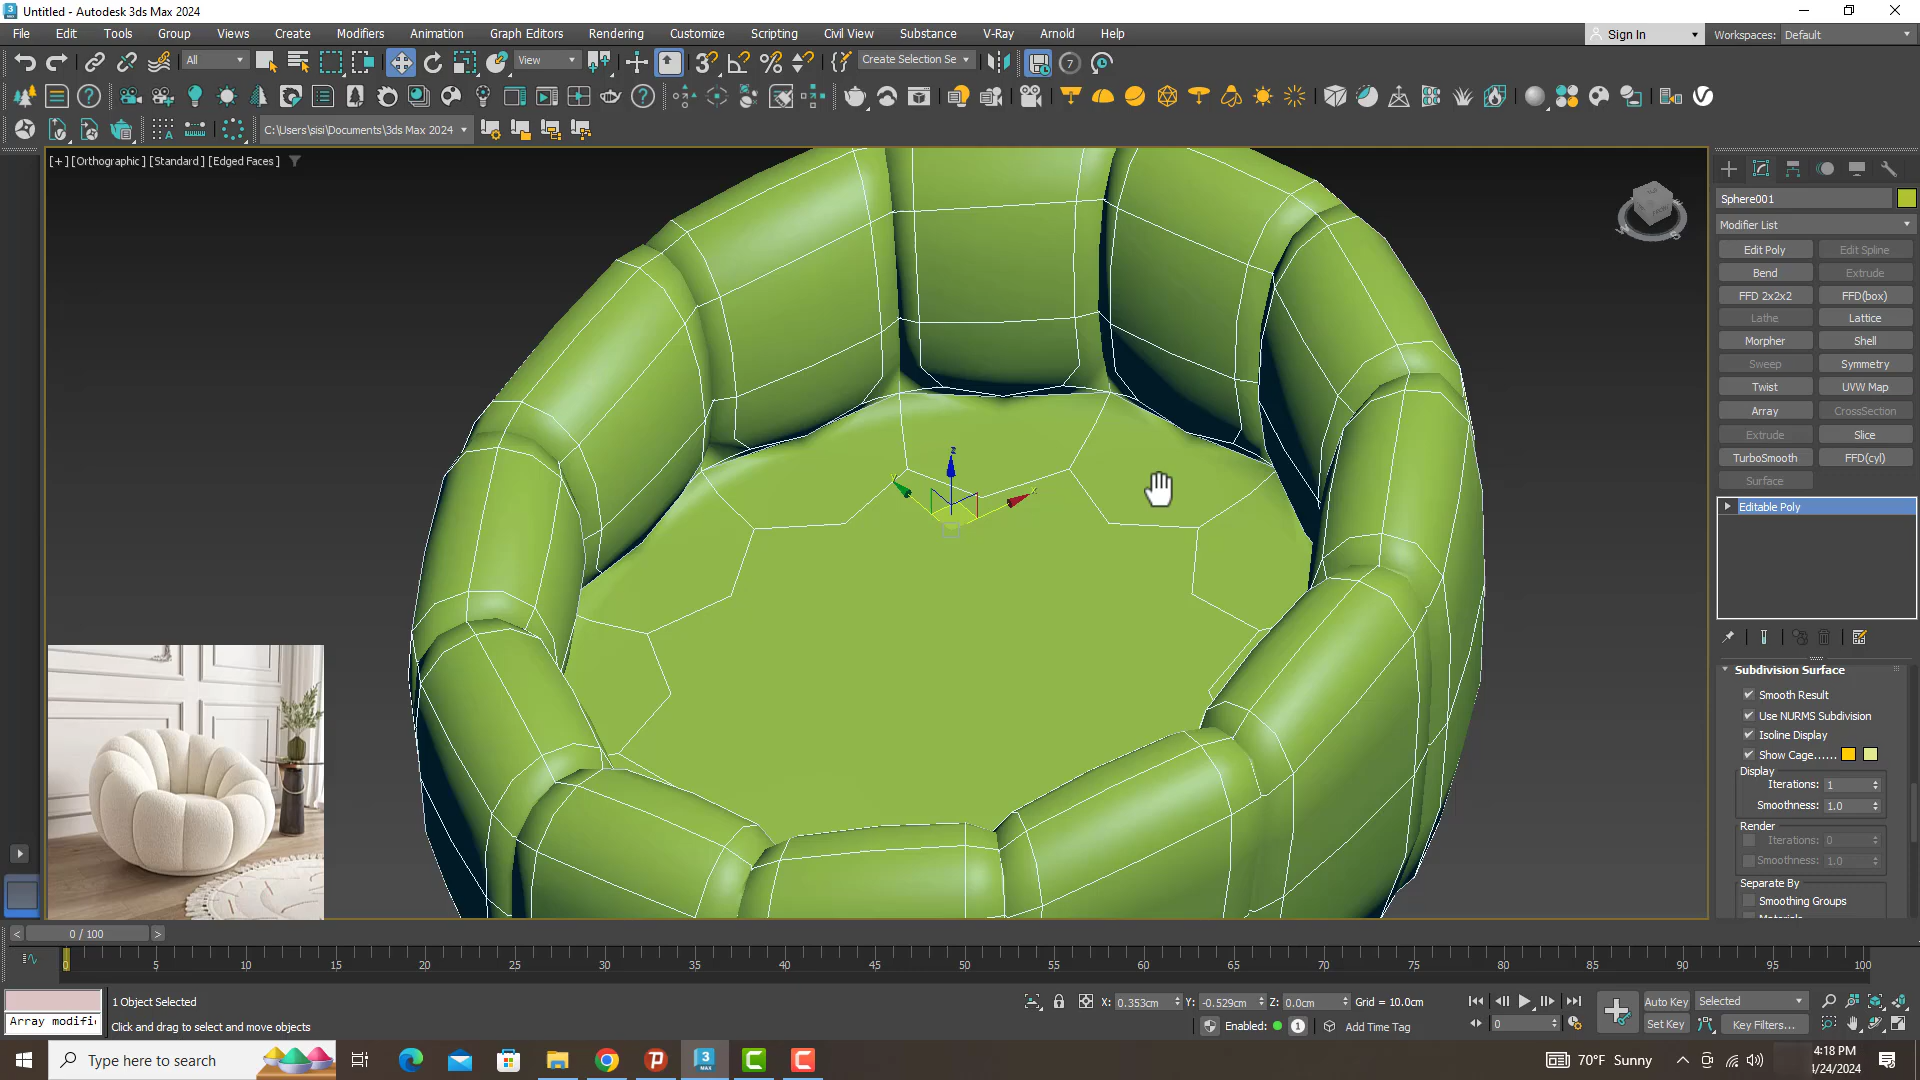 Untitled - Autodesk 3ds Max 2024
File Edit Tools Group Views Create Modifiers Animation Graph Editors Rendering Customize Scripting Civil View Substance V-Ray Arnold Help
Sign In
Workspaces: Default
All
View
Create Selection Se
7
C:\Users\sisi\Documents\3ds Max 2024
[+] [Orthographic] [Standard] [Edged Faces]
Sphere001
Modifier List
Edit Poly Edit Spline
Bend Extrude
FFD 2x2x2 FFD(box)
Lathe Lattice
Morpher Shell
Sweep Symmetry
Twist UVW Map
Array CrossSection
Extrude Slice
TurboSmooth FFD(cyl)
Surface
Editable Poly
Subdivision Surface
Smooth Result
Use NURMS Subdivision
Isoline Display
Show Cage......
Display
Iterations: 1
Smoothness: 1.0
Render
Iterations: 0
Smoothness: 1.0
Separate By
Smoothing Groups
z
x
W
S
0 / 100
0 5 10 15 20 25 30 35 40 45 50 55 60 65 70 75 80 85 90 95 100
1 Object Selected
Click and drag to select and move objects
Array modifi
X: 0.353cm Y: -0.529cm Z: 0.0cm Grid = 10.0cm
Enabled: 1 Add Time Tag
0
Auto Key Selected
Set Key Key Filters...
Type here to search
70°F Sunny
4:18 PM
4/24/2024